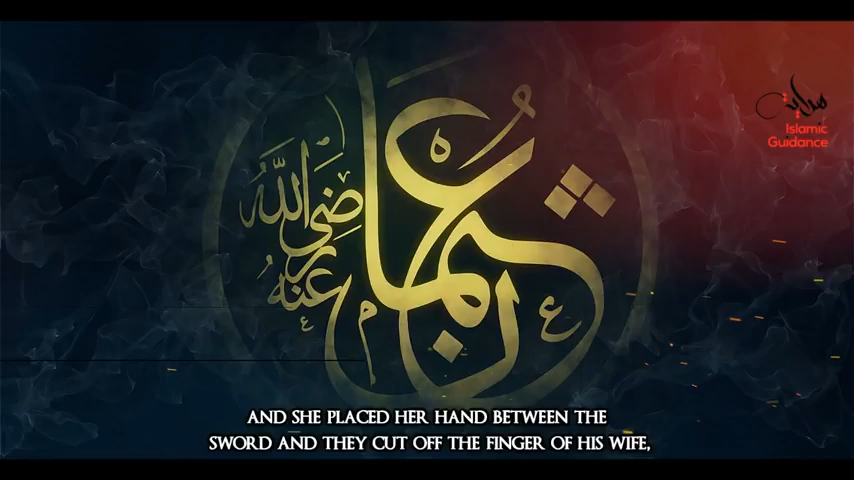 هداية
Islamic
Guidance
عثمان
رضي الله عنه
AND SHE PLACED HER HAND BETWEEN THE
SWORD AND THEY CUT OFF THE FINGER OF HIS WIFE,